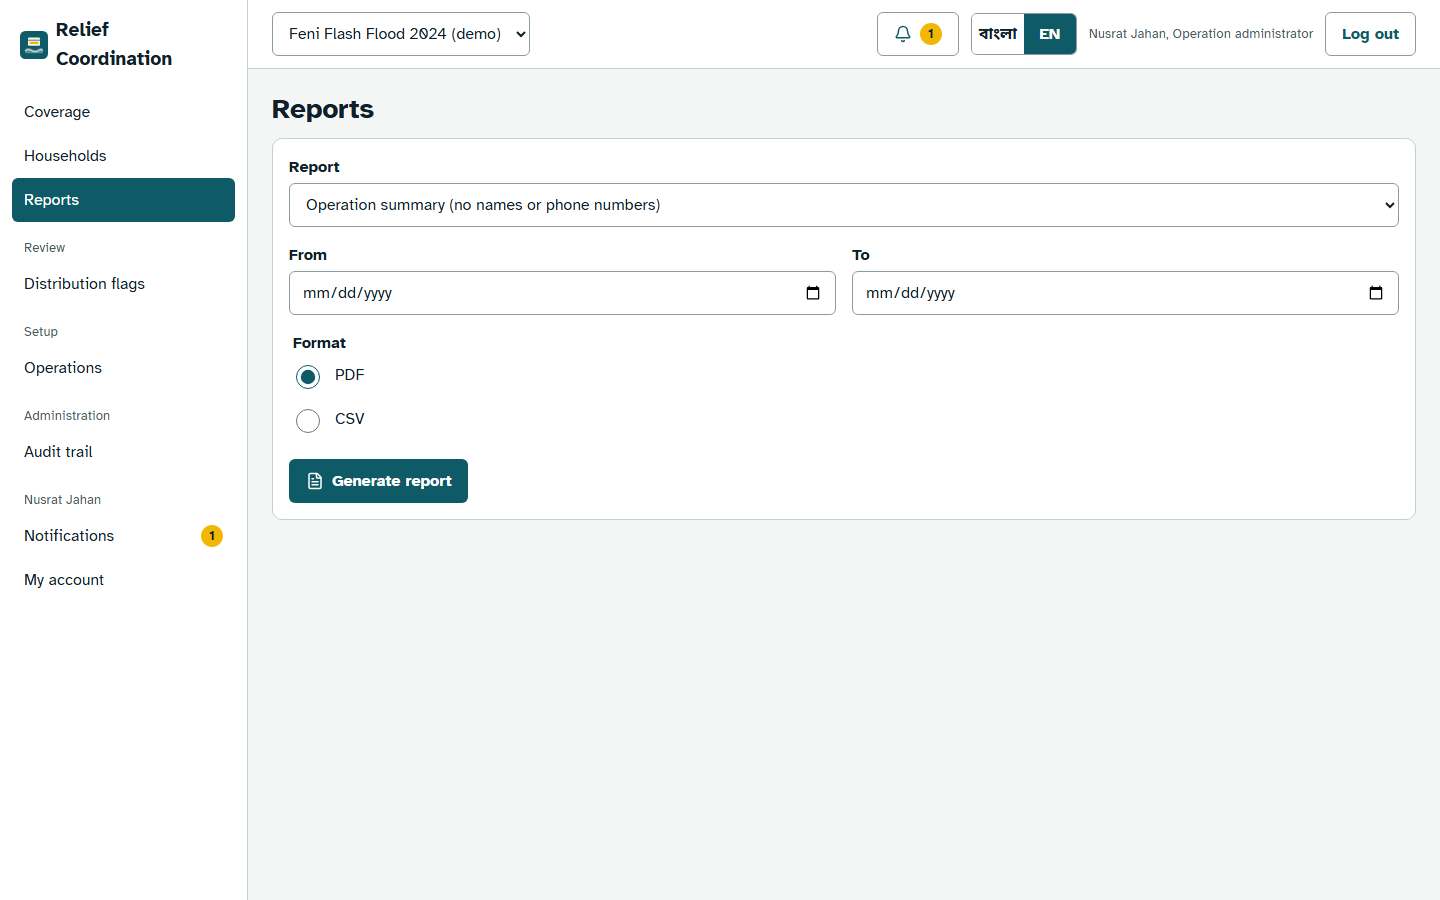 Relief
Coordination
Coverage
Households
Reports
Review
Distribution flags
Setup
Operations
Administration
Audit trail
Nusrat Jahan
Notifications 1
My account
Feni Flash Flood 2024 (demo)
1
বাংলা EN
Nusrat Jahan, Operation administrator
Log out
Reports
Report
Operation summary (no names or phone numbers)
From To
mm/dd/yyyy mm/dd/yyyy
Format
PDF
CSV
Generate report